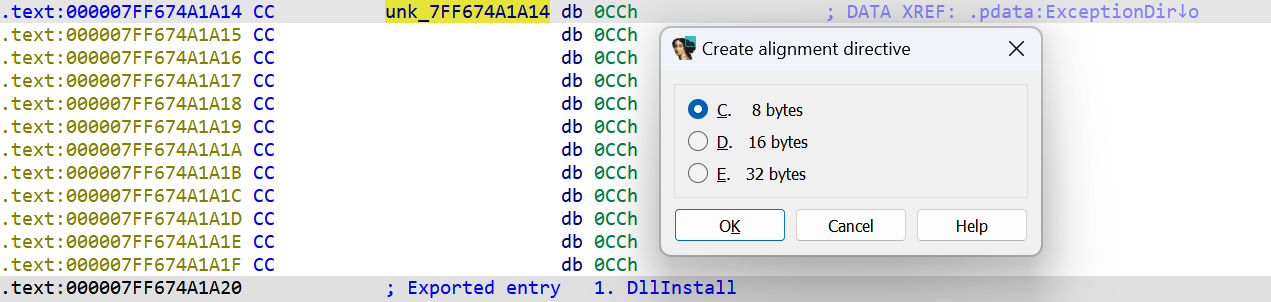 .text:000007FF674A1A14 CC unk_7FF674A1A14 db 0CCh ; DATA XREF: .pdata:ExceptionDir↓o
.text:000007FF674A1A15 CC db 0CCh
.text:000007FF674A1A16 CC db 0CCh
.text:000007FF674A1A17 CC db 0CCh
.text:000007FF674A1A18 CC db 0CCh
.text:000007FF674A1A19 CC db 0CCh
.text:000007FF674A1A1A CC db 0CCh
.text:000007FF674A1A1B CC db 0CCh
.text:000007FF674A1A1C CC db 0CCh
.text:000007FF674A1A1D CC db 0CCh
.text:000007FF674A1A1E CC db 0CCh
.text:000007FF674A1A1F CC db 0CCh
.text:000007FF674A1A20 ; Exported entry 1. DllInstall
Create alignment directive
C. 8 bytes
D. 16 bytes
E. 32 bytes
OK Cancel Help